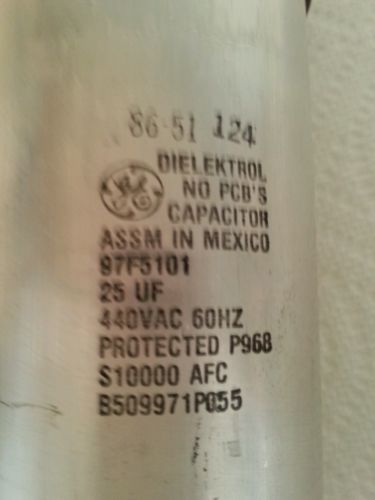 86-51 124
DIELEKTROL
GE NO PCB'S
CAPACITOR
ASSM IN MEXICO
97F5101
25 UF
440VAC 60HZ
PROTECTED P968
S10000 AFC
B509971P055